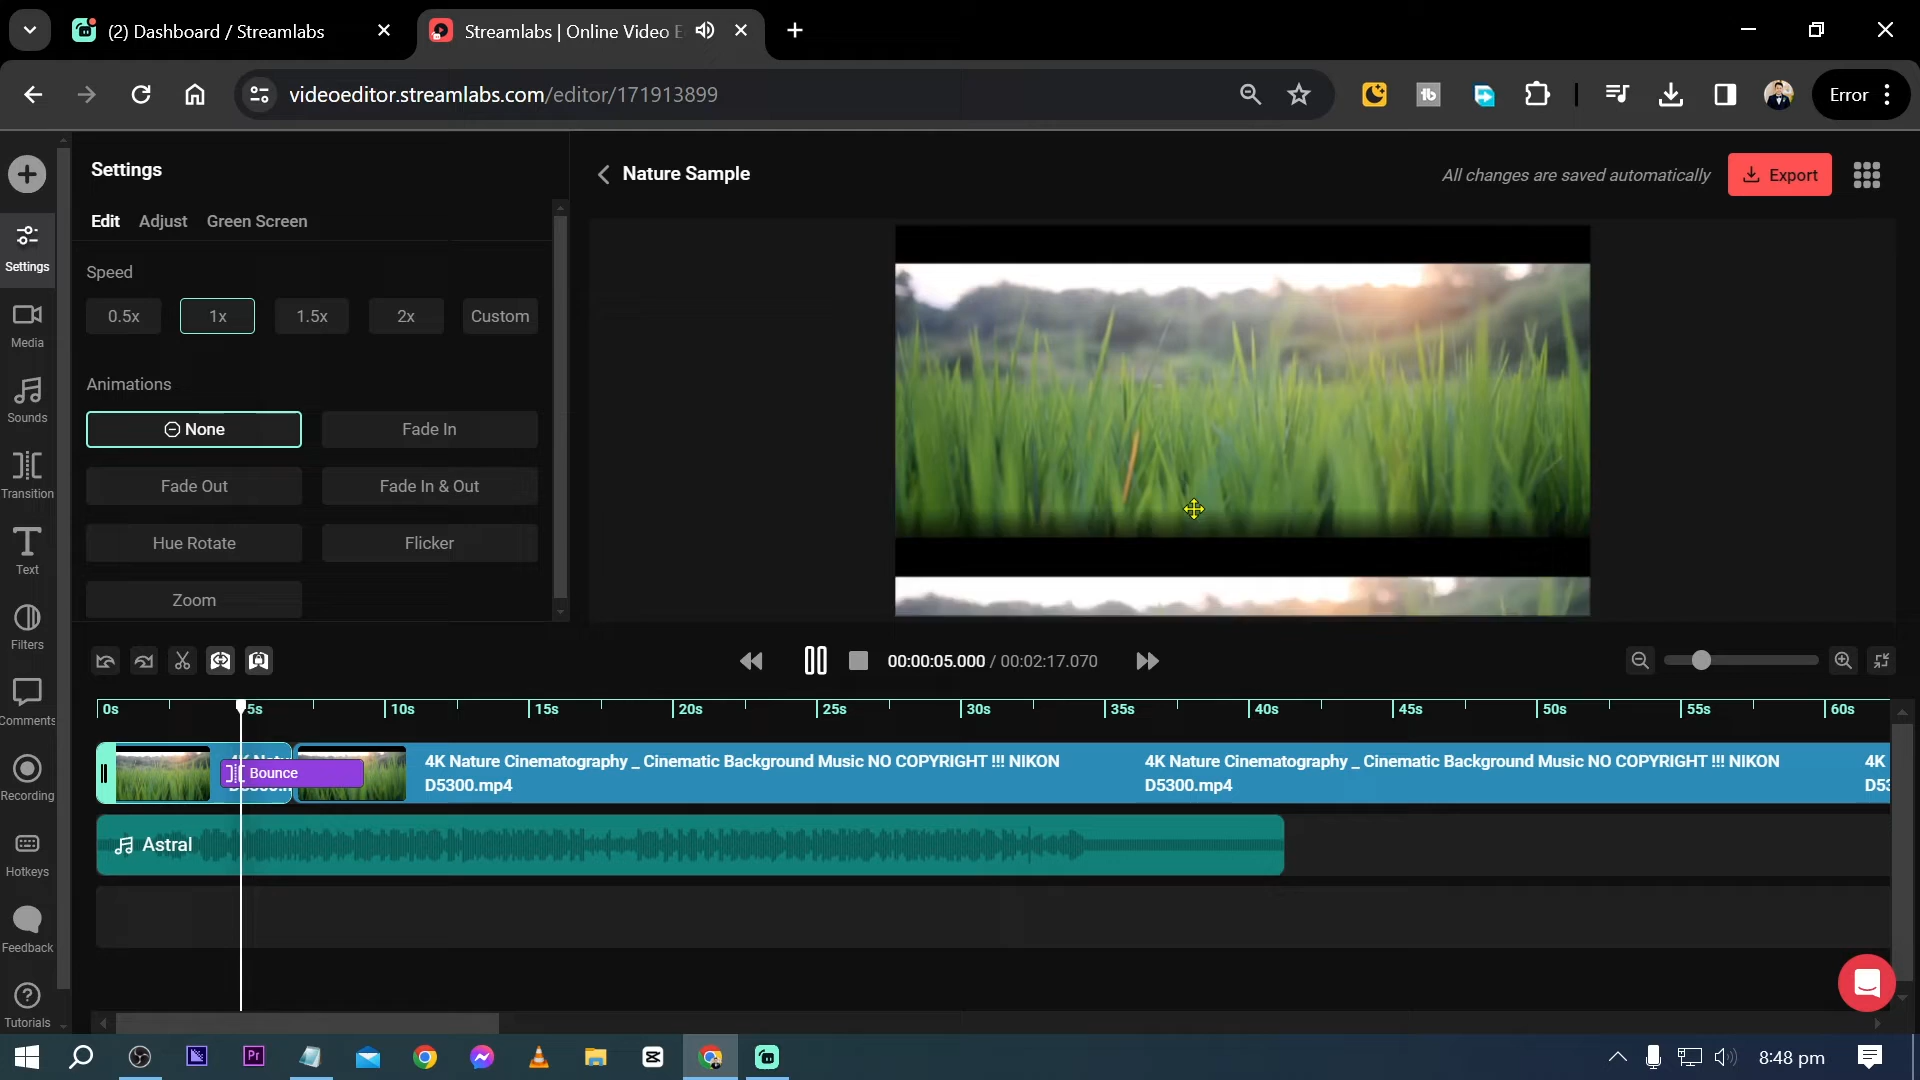 (2) Dashboard / Streamlabs
Streamlabs | Online Video E
videoeditor.streamlabs.com/editor/171913899
Error
Settings
Nature Sample
All changes are saved automatically
Export
Edit
Adjust
Green Screen
Speed
0.5x
1x
1.5x
2x
Custom
Animations
None
Fade In
Fade Out
Fade In & Out
Hue Rotate
Flicker
Zoom
Settings
Media
Sounds
Transition
Text
Filters
Comments
Recording
Hotkeys
Feedback
Tutorials
00:00:05.000 / 00:02:17.070
0s
5s
10s
15s
20s
25s
30s
35s
40s
45s
50s
55s
60s
Bounce
4K Nature Cinematography _ Cinematic Background Music NO COPYRIGHT !!! NIKON
D5300.mp4
4K Nature Cinematography _ Cinematic Background Music NO COPYRIGHT !!! NIKON
D5300.mp4
4K
Astral
Pr
8:48 pm